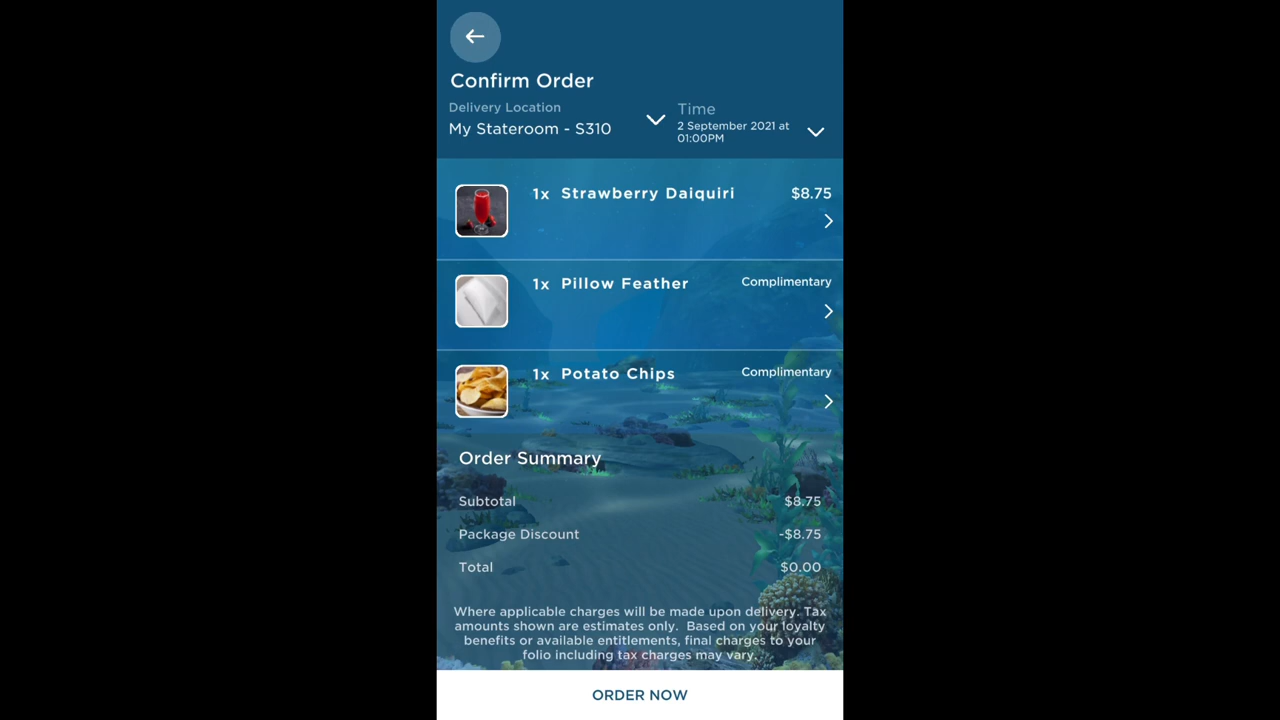 Confirm Order
Delivery Location
My Stateroom - S310
Time
2 September 2021 at
01:00PM
1x Strawberry Daiquiri $8.75
1x Pillow Feather Complimentary
1x Potato Chips Complimentary
Order Summary
Subtotal $8.75
Package Discount -$8.75
Total $0.00
Where applicable charges will be made upon delivery. Tax
amounts shown are estimates only. Based on your loyalty
benefits or available entitlements, final charges to your
folio including tax charges may vary.
ORDER NOW